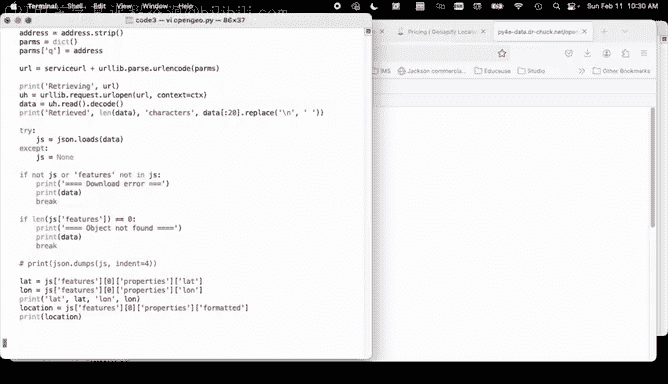 Terminal Shell Edit View Window Help
Sun Feb 11 10:30 AM
code3 — vi opengeo.py — 86×37
Pricing | Geoapify Locati
py4e-data.dr-chuck.net/open
IMS
Jackson commercia...
Educause
Studio
Other Bookmarks
address = address.strip()
parms = dict()
parms['q'] = address
url = serviceurl + urllib.parse.urlencode(parms)
print('Retrieving', url)
uh = urllib.request.urlopen(url, context=ctx)
data = uh.read().decode()
print('Retrieved', len(data), 'characters', data[:20].replace('\n', ' '))
try:
js = json.loads(data)
except:
js = None
if not js or 'features' not in js:
print('==== Download error ===')
print(data)
break
if len(js['features']) == 0:
print('==== Object not found ====')
print(data)
break
# print(json.dumps(js, indent=4))
lat = js['features'][0]['properties']['lat']
lon = js['features'][0]['properties']['lon']
print('lat', lat, 'lon', lon)
location = js['features'][0]['properties']['formatted']
print(location)